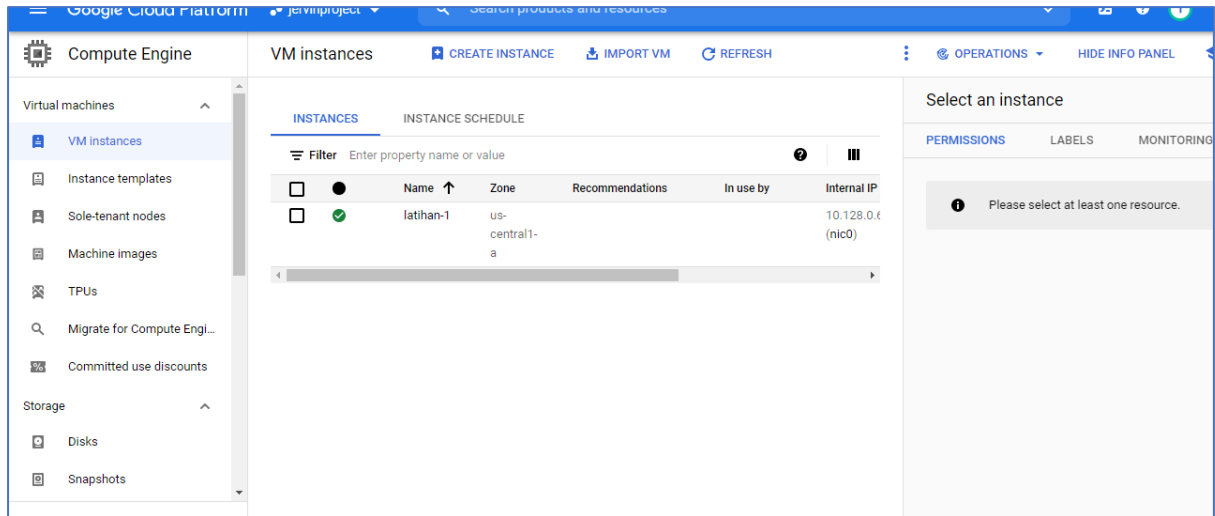 Google Cloud Platform
jervinproject
Search products and resources
Compute Engine
VM instances
CREATE INSTANCE
IMPORT VM
REFRESH
OPERATIONS
HIDE INFO PANEL
Virtual machines
VM instances
Instance templates
Sole-tenant nodes
Machine images
TPUs
Migrate for Compute Engi...
Committed use discounts
Storage
Disks
Snapshots
INSTANCES
INSTANCE SCHEDULE
Filter Enter property name or value
Name Zone Recommendations In use by Internal IP
latihan-1 us- 10.128.0.6
central1- (nic0)
a
Select an instance
PERMISSIONS
LABELS
MONITORING
Please select at least one resource.